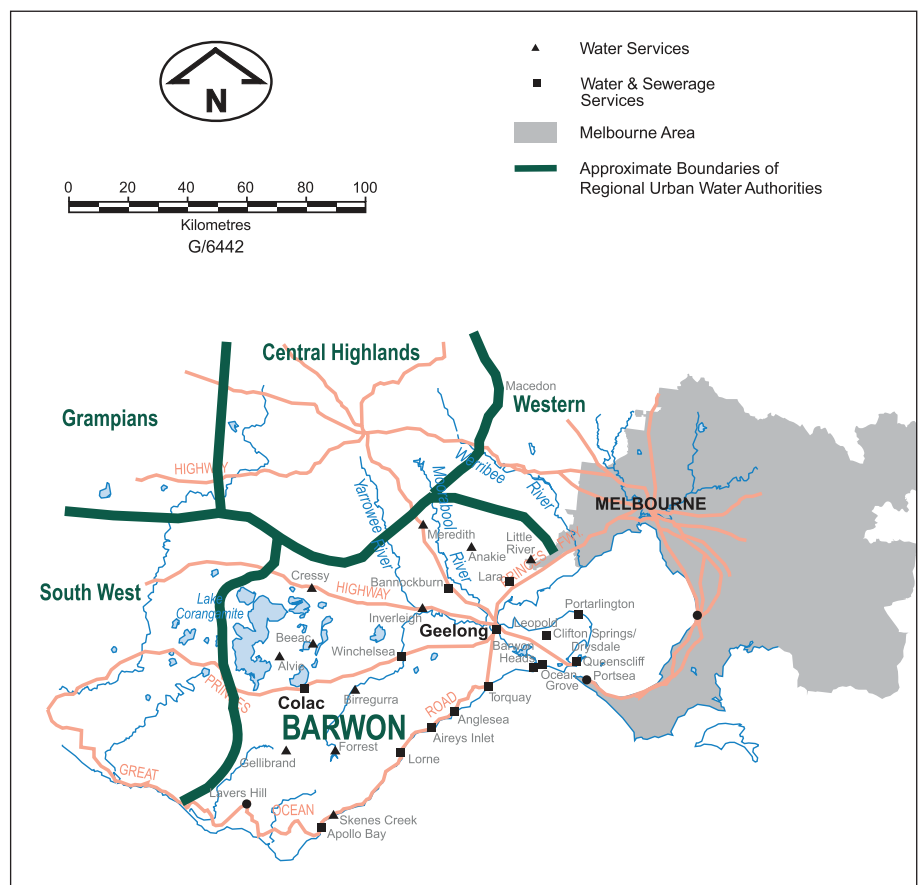 N
Water Services
Water & Sewerage
Services
Melbourne Area
Approximate Boundaries of
Regional Urban Water Authorities
0 20 40 60 80 100
Kilometres
G/6442
Central Highlands
Macedon
Western
Grampians
HIGHWAY
Werribee
River
Yarrowee River
Moorabool River
MELBOURNE
Meredith
Anakie
Little
River
PRINCES FWY
South West
Cressy
HIGHWAY
Bannockburn
Lara
Lake
Corangamite
Inverleigh
Geelong
Portarlington
Leopold
Clifton Springs/
Drysdale
Beeac
Winchelsea
Barwon
Heads
Queenscliff
Alvie
Ocean
Grove
Portsea
PRINCES
Colac
Birregurra
Torquay
ROAD
BARWON
Anglesea
Aireys Inlet
Forrest
Lorne
Gellibrand
GREAT
Lavers Hill
OCEAN
Skenes Creek
Apollo Bay